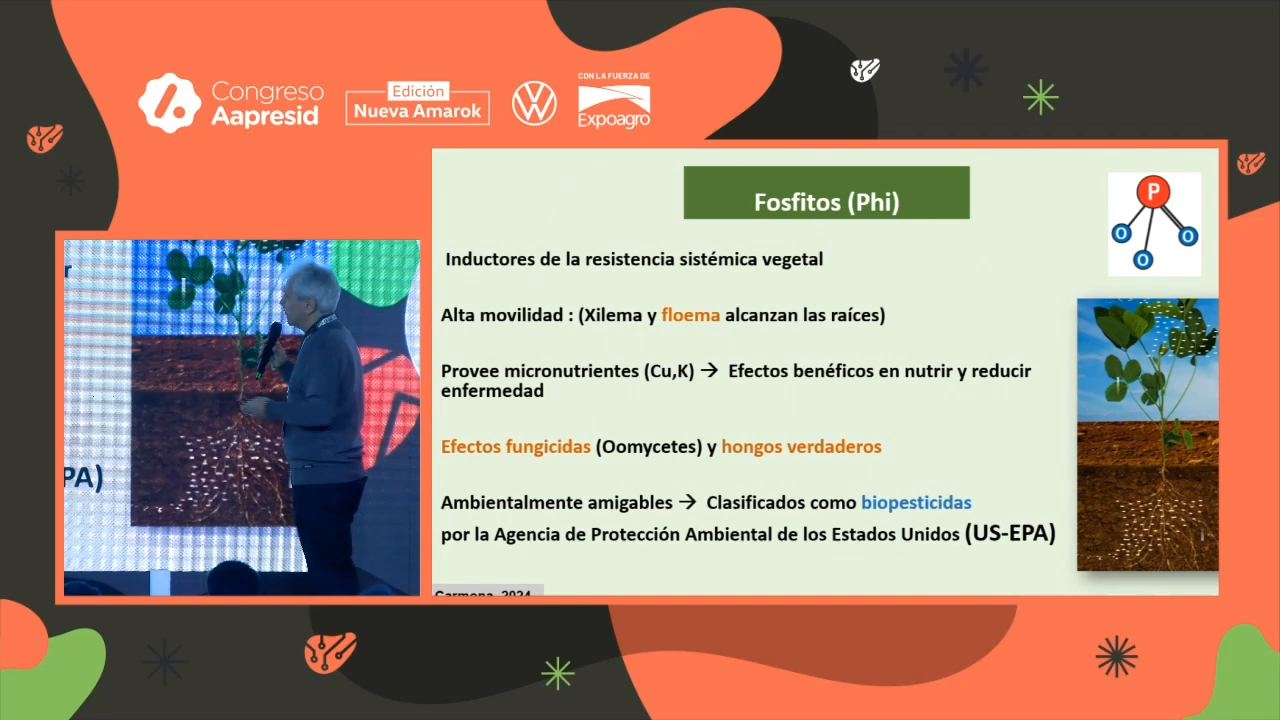 Congreso
Aapresid
Edición
Nueva Amarok
CON LA FUERZA DE
Expoagro
Fosfitos (Phi)
P
O
O
O
Inductores de la resistencia sistémica vegetal
Alta movilidad : (Xilema y floema alcanzan las raíces)
Provee micronutrientes (Cu,K) → Efectos benéficos en nutrir y reducir
enfermedad
Efectos fungicidas (Oomycetes) y hongos verdaderos
Ambientalmente amigables → Clasificados como biopesticidas
por la Agencia de Protección Ambiental de los Estados Unidos (US-EPA)
Carmona, 2024
r
PA)